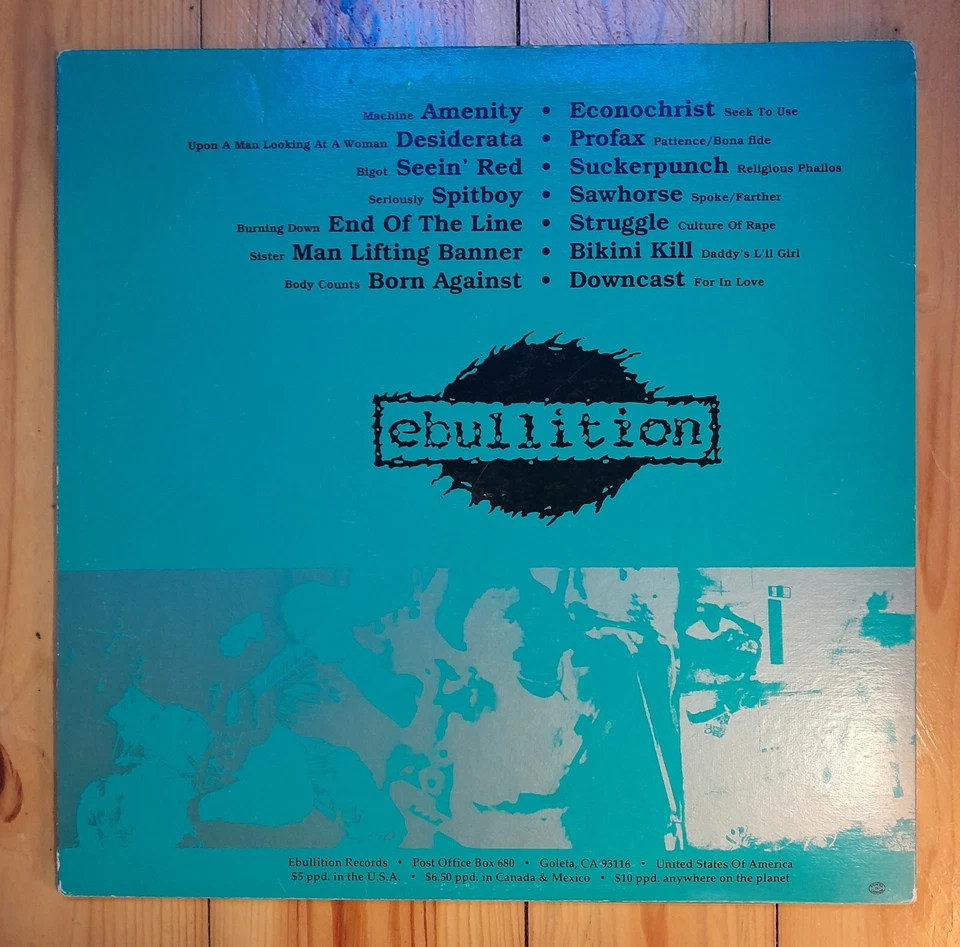 Machine Amenity • Econochrist Seek To Use
Upon A Man Looking At A Woman Desiderata • Profax Patience/Bona fide
Bigot Seein' Red • Suckerpunch Religious Phallos
Seriously Spitboy • Sawhorse Spoke/Farther
Burning Down End Of The Line • Struggle Culture Of Rape
Sister Man Lifting Banner • Bikini Kill Daddy's L'il Girl
Body Counts Born Against • Downcast For In Love
ebullition
Ebullition Records • Post Office Box 680 • Goleta, CA 93116 • United States Of America
$5 ppd. in the U.S.A. • $6.50 ppd. in Canada & Mexico • $10 ppd. anywhere on the planet